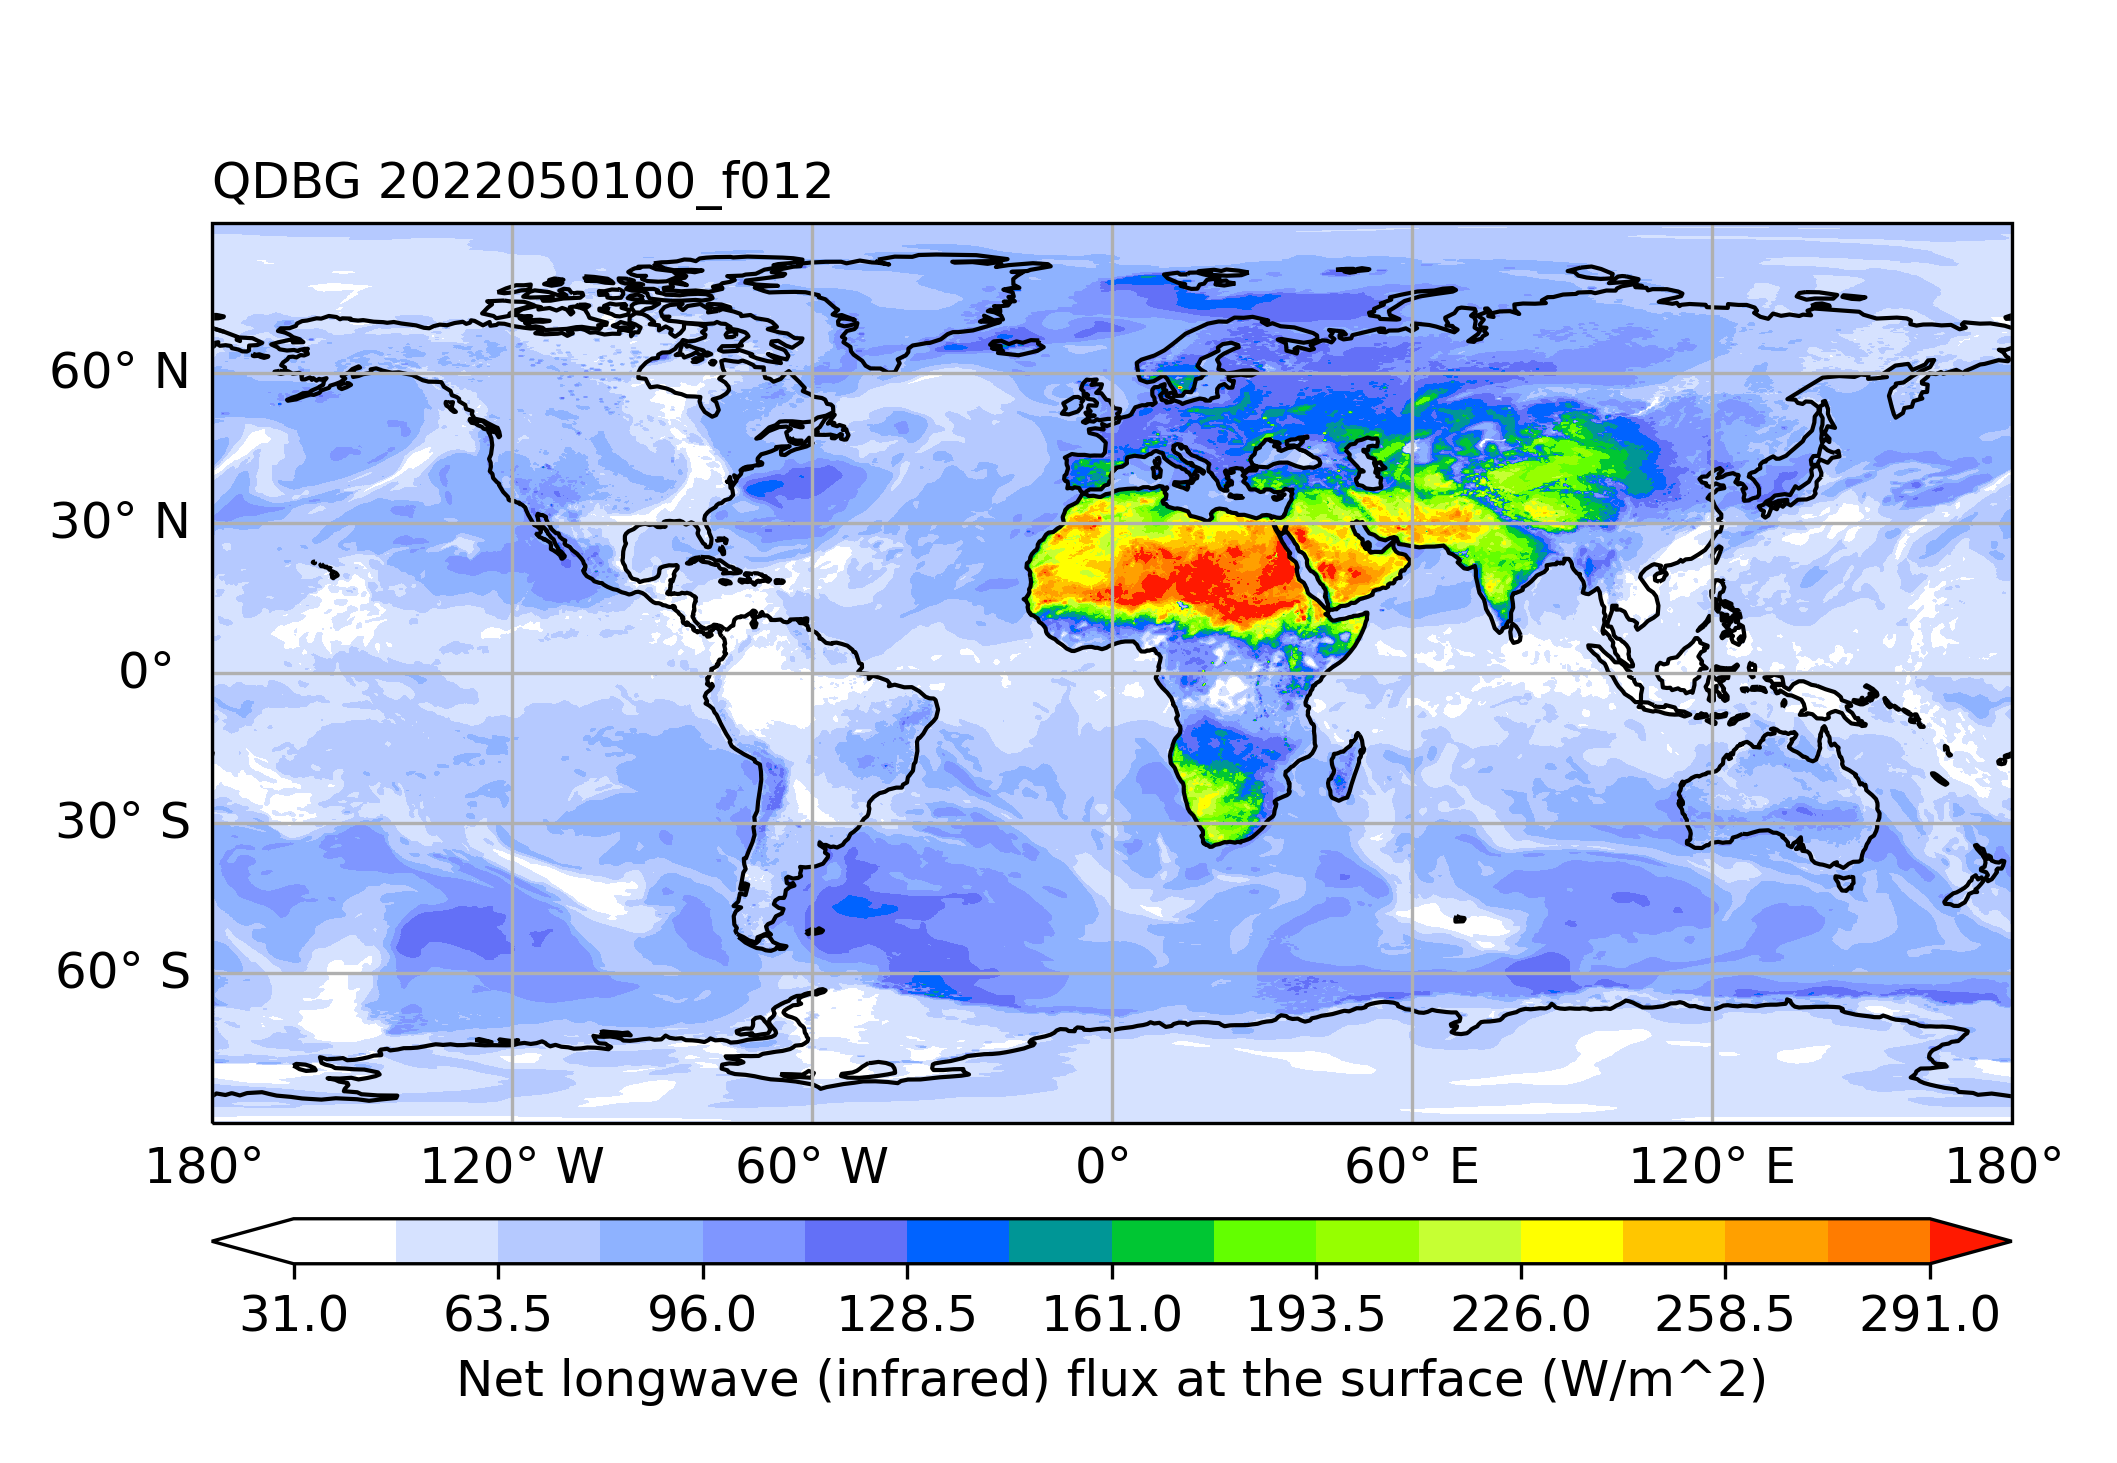 QDBG 2022050100_f012
60° N
30° N
0°
30° S
60° S
180° 120° W 60° W 0° 60° E 120° E 180°
31.0 63.5 96.0 128.5 161.0 193.5 226.0 258.5 291.0
Net longwave (infrared) flux at the surface (W/m^2)